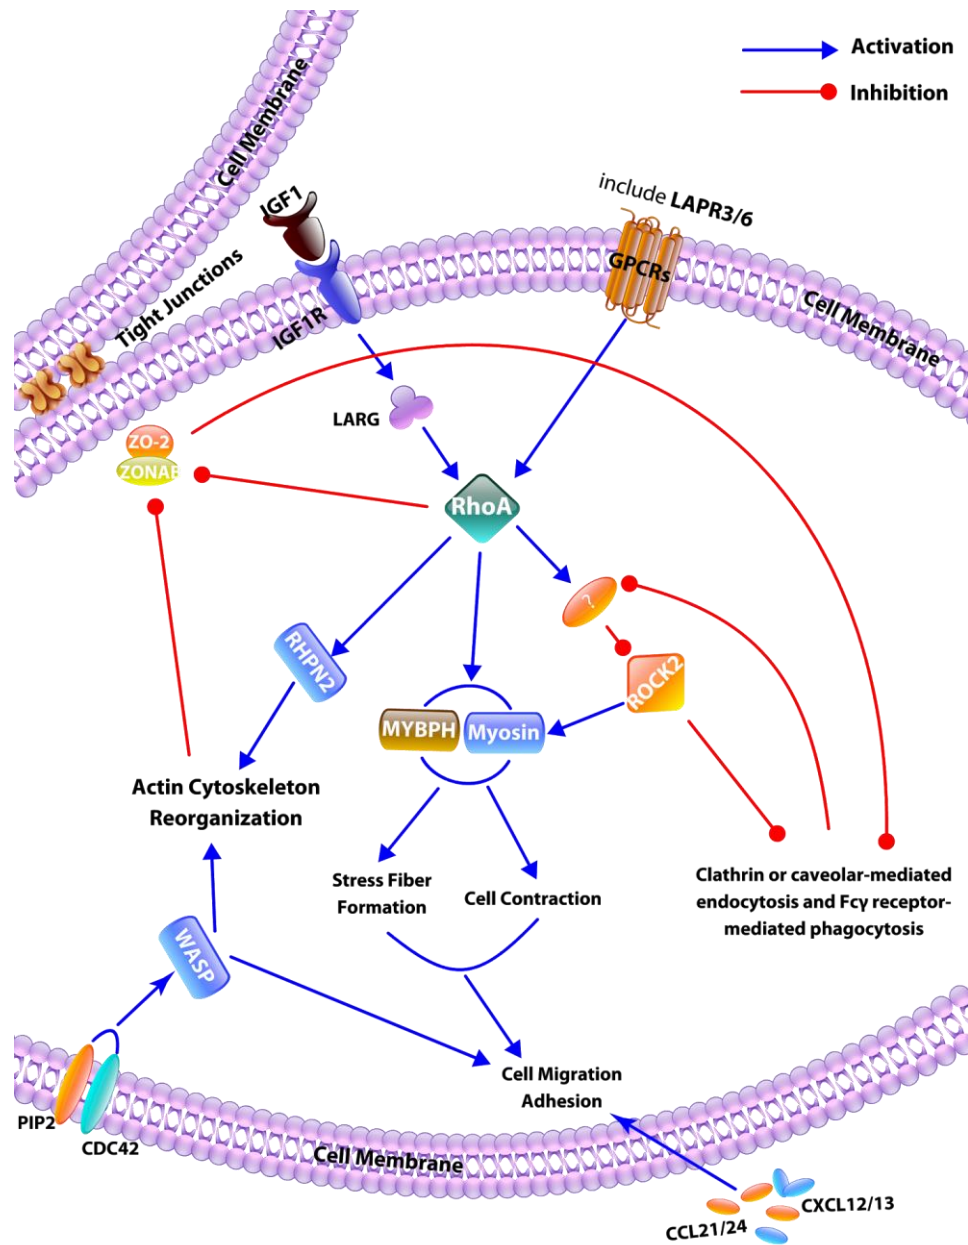 Activation
Inhibition
Cell Membrane
IGF1
include LAPR3/6
GPCRs
Tight Junctions
IGF1R
Cell Membrane
LARG
ZO-2
ZONAB
RhoA
?
RHPN2
ROCK2
MYBPH
Myosin
Actin Cytoskeleton
Reorganization
Stress Fiber
Formation
Cell Contraction
Clathrin or caveolar-mediated
endocytosis and Fcγ receptor-
mediated phagocytosis
WASP
Cell Migration
Adhesion
PIP2
CDC42
Cell Membrane
CXCL12/13
CCL21/24